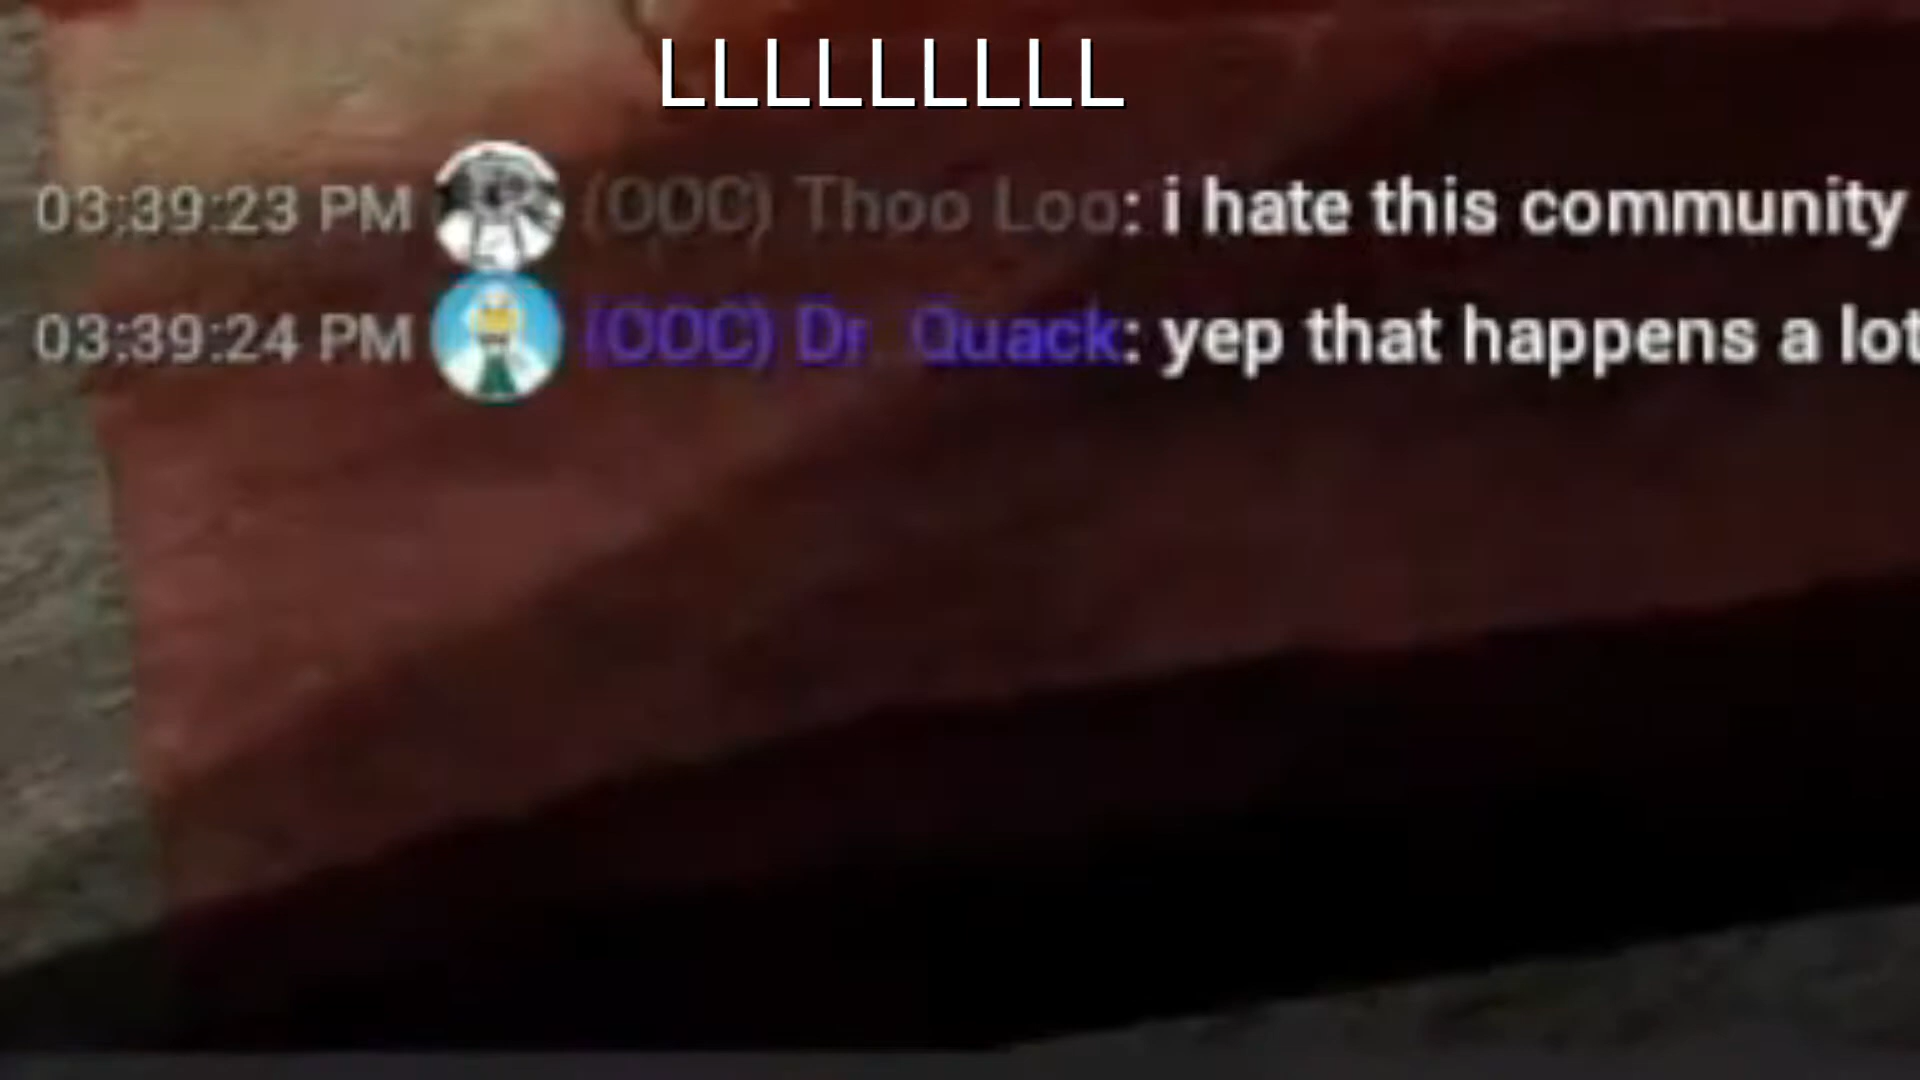 LLLLLLLLL
03:39:23 PM (OOC) Thoo Loo: i hate this community
03:39:24 PM (OOC) Dr. Quack: yep that happens a lot